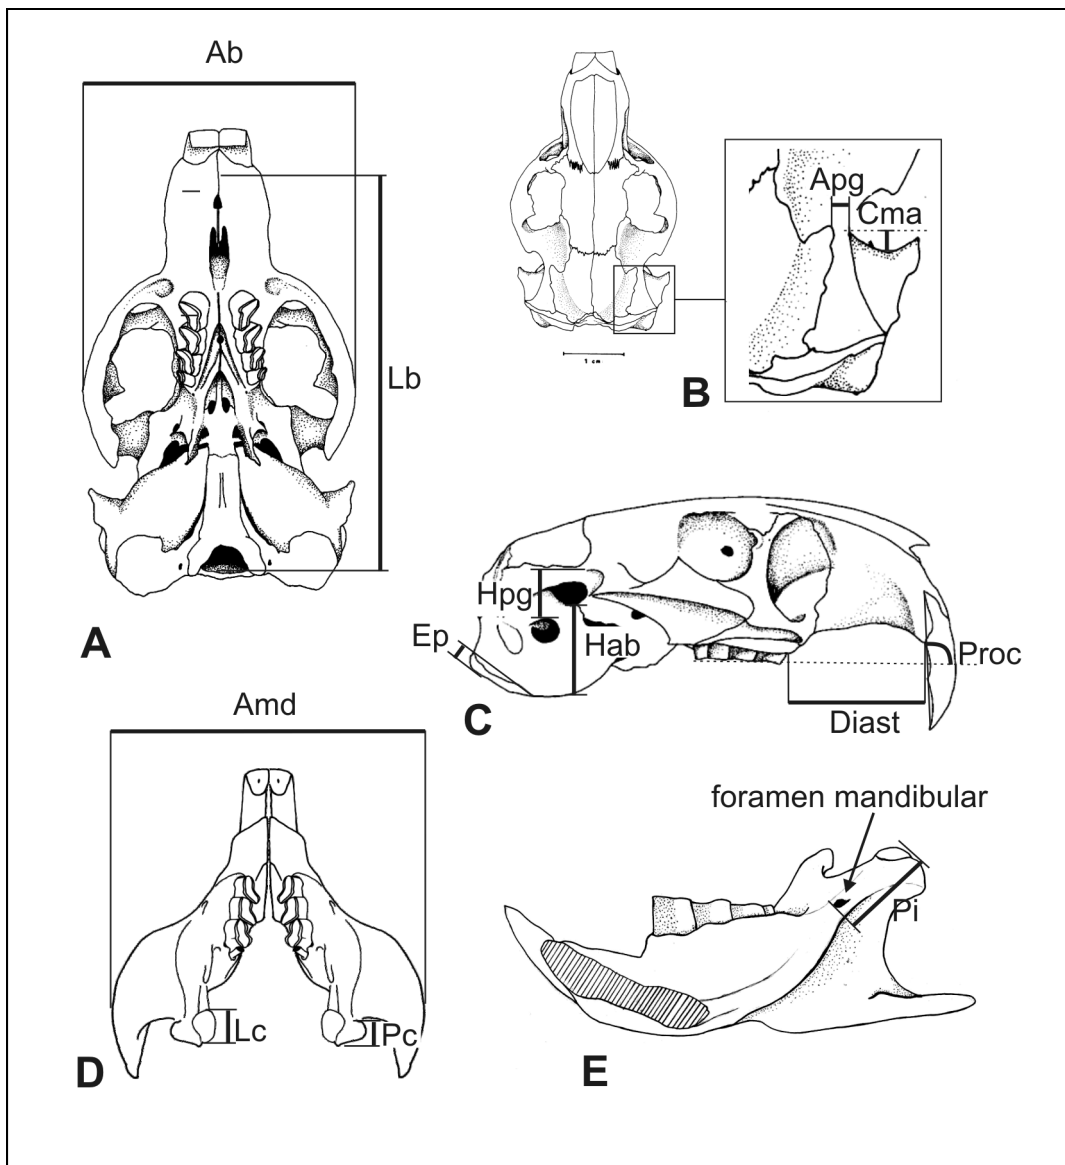 Ab
Lb
A
Apg
Cma
1 cm
B
Hpg
Ep
Hab
Proc
Diast
C
Amd
Lc
Pc
D
foramen mandibular
Pi
E